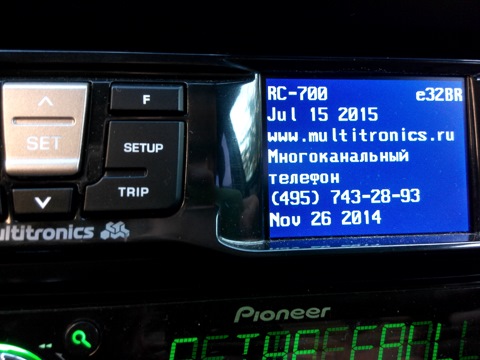 RC-700 e32BR
Jul 15 2015
www.multitronics.ru
Многоканальный
телефон
(495) 743-28-93
Nov 26 2014
F
SET
SETUP
TRIP
multitronics
Pioneer